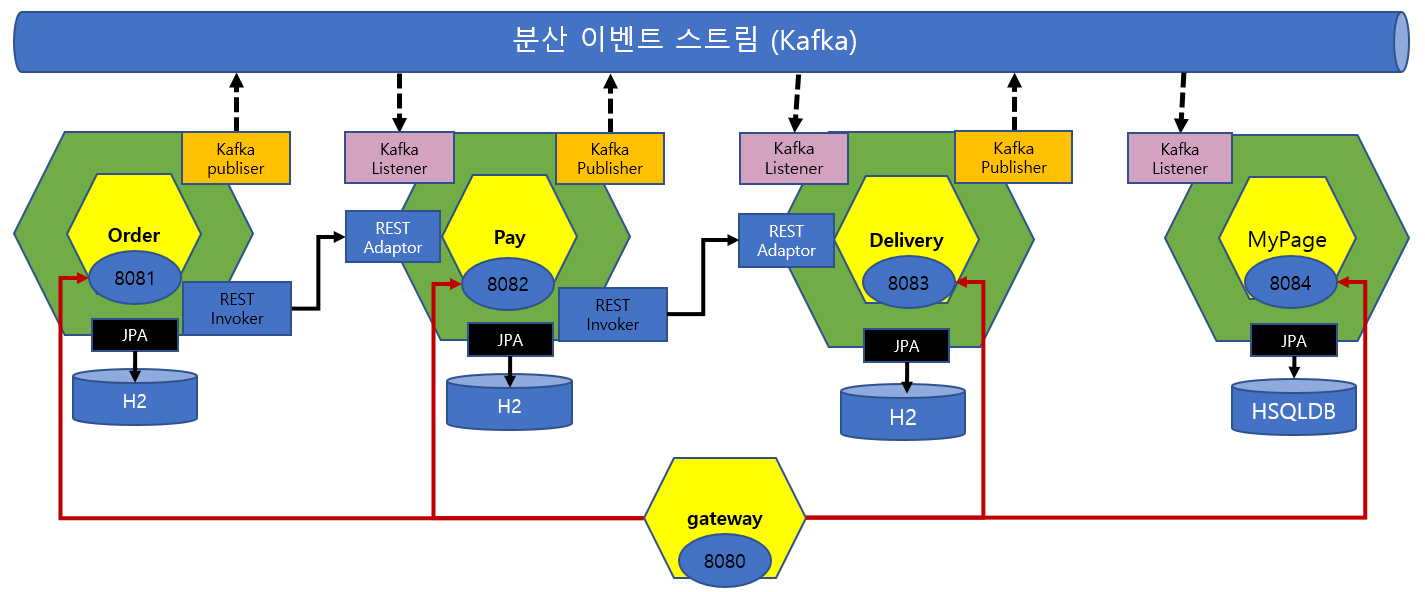 분산 이벤트 스트림 (Kafka)
Kafka
publiser
Kafka
Listener
Kafka
Publisher
Kafka
Listener
Kafka
Publisher
Kafka
Listener
Order
8081
REST
Invoker
JPA
H2
REST
Adaptor
Pay
8082
REST
Invoker
JPA
H2
REST
Adaptor
Delivery
8083
JPA
H2
MyPage
8084
JPA
HSQLDB
gateway
8080